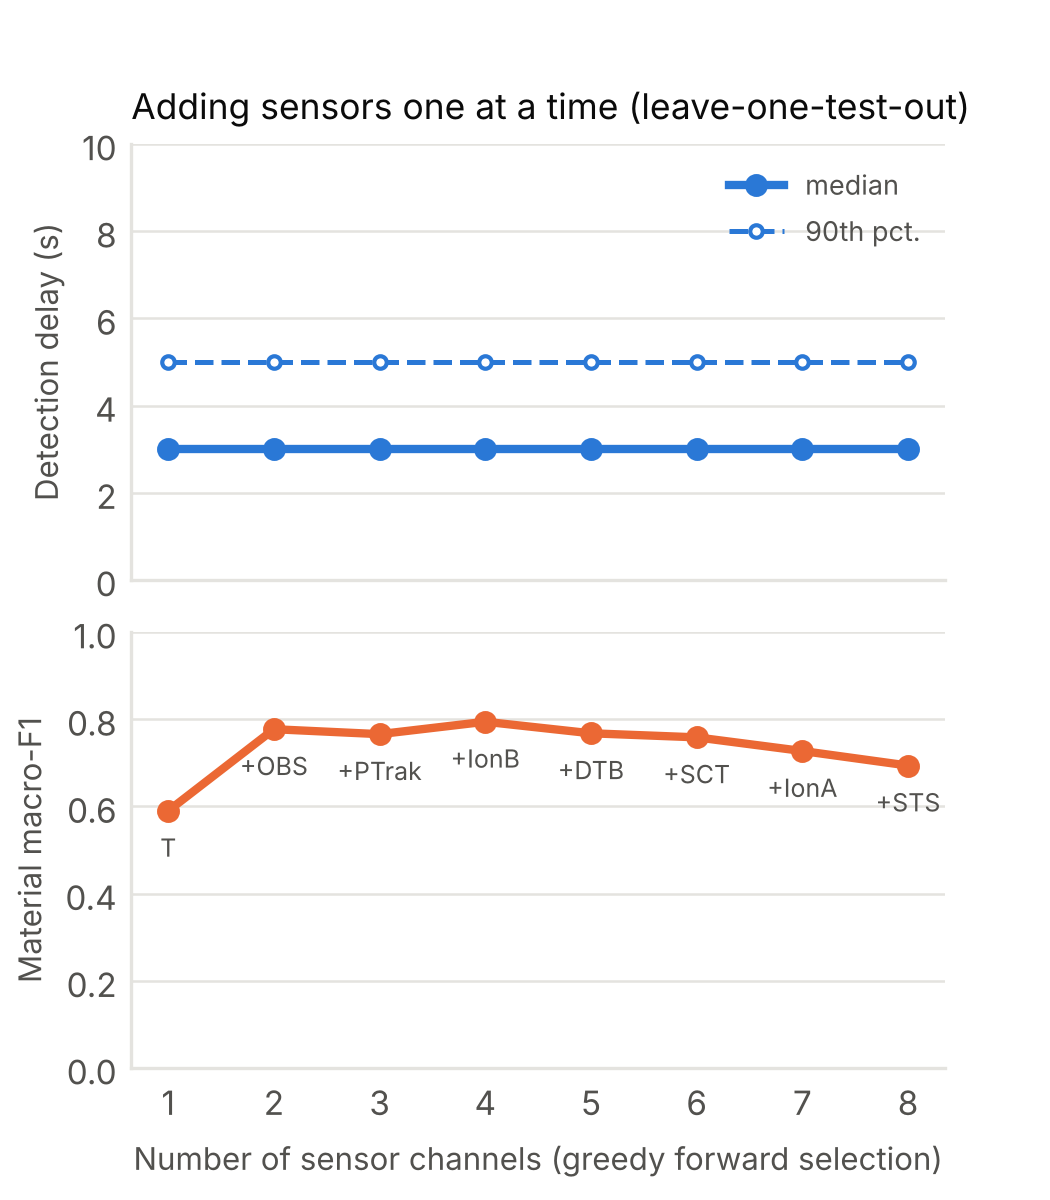 Adding sensors one at a time (leave-one-test-out)
Detection delay (s)
10
8
6
4
2
0
median
90th pct.
Material macro-F1
1.0
0.8
0.6
0.4
0.2
0.0
T
+OBS
+PTrak
+IonB
+DTB
+SCT
+IonA
+STS
1 2 3 4 5 6 7 8
Number of sensor channels (greedy forward selection)